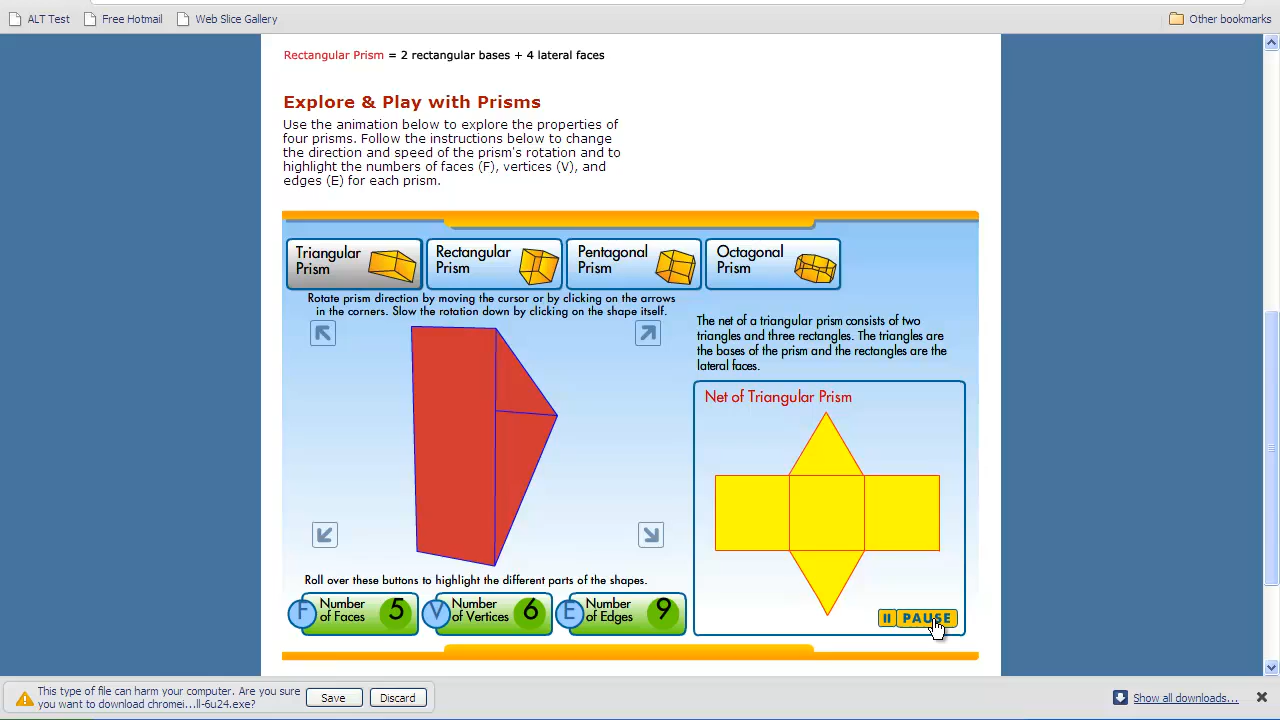 ALT Test Free Hotmail Web Slice Gallery Other bookmarks
Rectangular Prism = 2 rectangular bases + 4 lateral faces
Explore & Play with Prisms
Use the animation below to explore the properties of
four prisms. Follow the instructions below to change
the direction and speed of the prism's rotation and to
highlight the numbers of faces (F), vertices (V), and
edges (E) for each prism.
Triangular
Prism
Rectangular
Prism
Pentagonal
Prism
Octagonal
Prism
Rotate prism direction by moving the cursor or by clicking on the arrows
in the corners. Slow the rotation down by clicking on the shape itself.
The net of a triangular prism consists of two
triangles and three rectangles. The triangles are
the bases of the prism and the rectangles are the
lateral faces.
Net of Triangular Prism
PAUSE
Roll over these buttons to highlight the different parts of the shapes.
F Number
of Faces 5
V Number
of Vertices 6
E Number
of Edges 9
This type of file can harm your computer. Are you sure
you want to download chromei...ll-6u24.exe?
Save
Discard
Show all downloads...